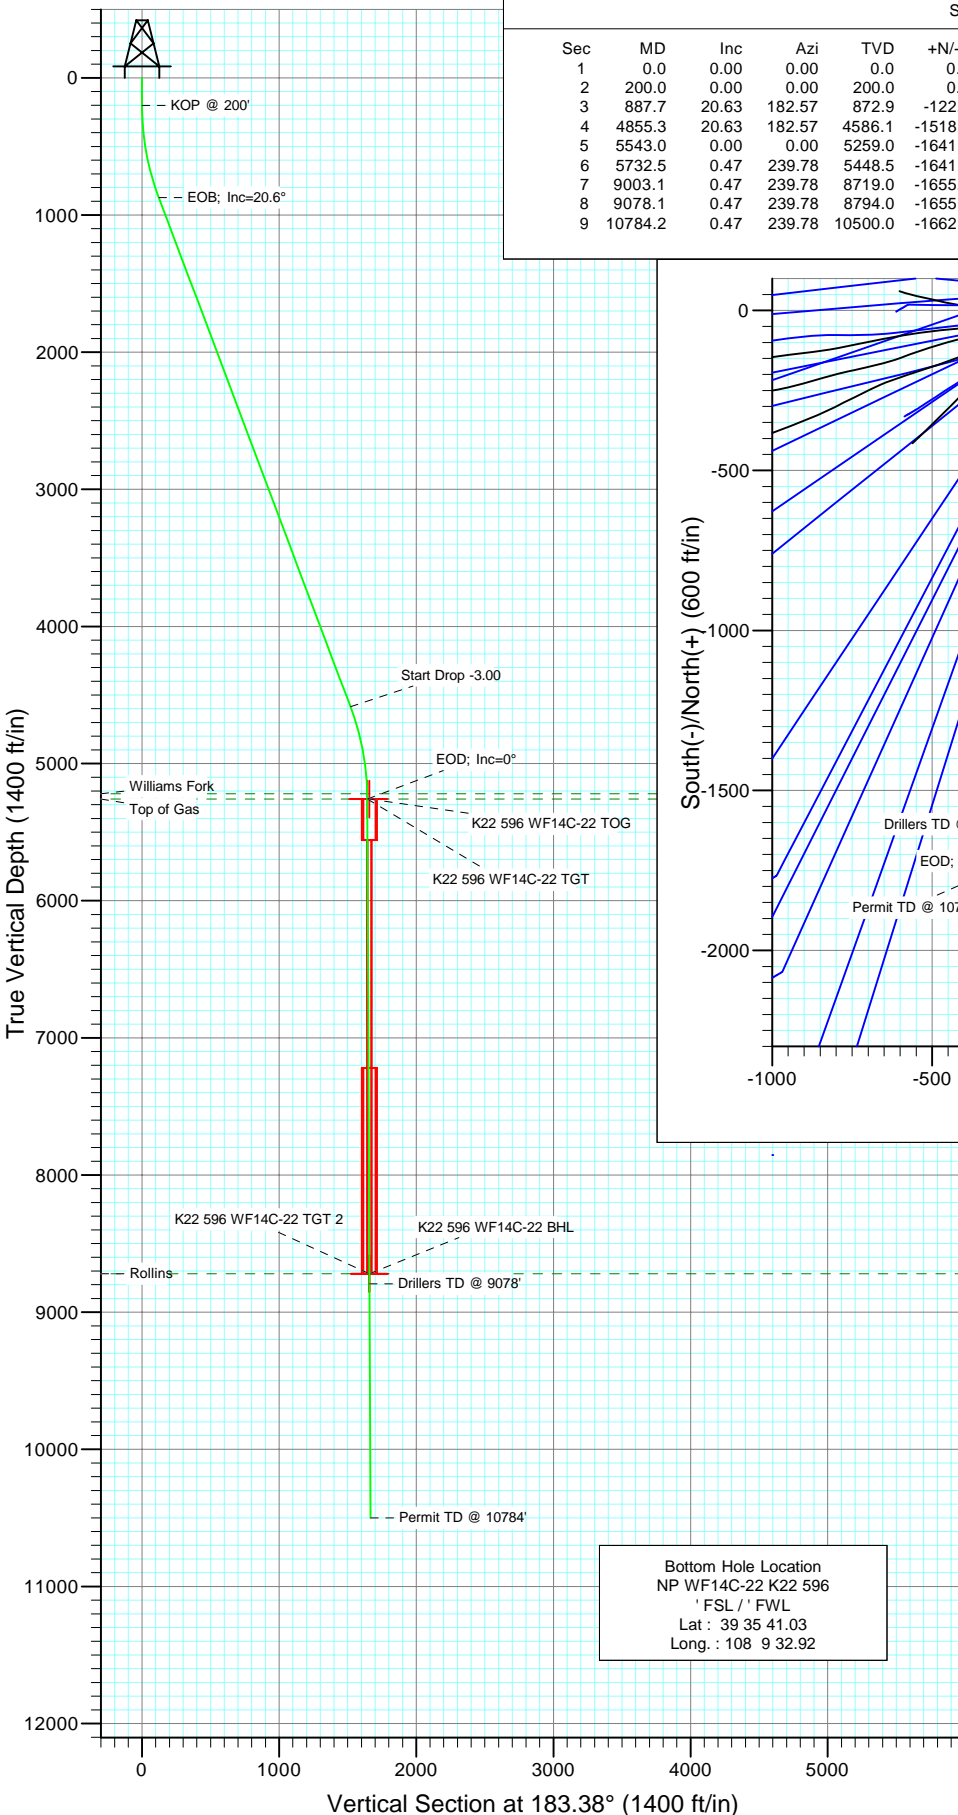 S
Sec MD Inc Azi TVD +N/-
1 0.0 0.00 0.00 0.0 0.
2 200.0 0.00 0.00 200.0 0.
3 887.7 20.63 182.57 872.9 -122
4 4855.3 20.63 182.57 4586.1 -1518
5 5543.0 0.00 0.00 5259.0 -1641
6 5732.5 0.47 239.78 5448.5 -1641
7 9003.1 0.47 239.78 8719.0 -1655
8 9078.1 0.47 239.78 8794.0 -1655
9 10784.2 0.47 239.78 10500.0 -1662
0
KOP @ 200'
EOB; Inc=20.6°
1000
2000
3000
4000
Start Drop -3.00
EOD; Inc=0°
5000
Williams Fork
Top of Gas
K22 596 WF14C-22 TOG
K22 596 WF14C-22 TGT
6000
7000
8000
K22 596 WF14C-22 TGT 2
K22 596 WF14C-22 BHL
Rollins
Drillers TD @ 9078'
9000
10000
Permit TD @ 10784'
11000
12000
True Vertical Depth (1400 ft/in)
0 1000 2000 3000 4000 5000
Vertical Section at 183.38° (1400 ft/in)
0
-500
-1000
-1500
-2000
South(-)/North(+) (600 ft/in)
Drillers TD @
EOD;
Permit TD @ 107
-1000 -500
Bottom Hole Location
NP WF14C-22 K22 596
' FSL / ' FWL
Lat : 39 35 41.03
Long. : 108 9 32.92